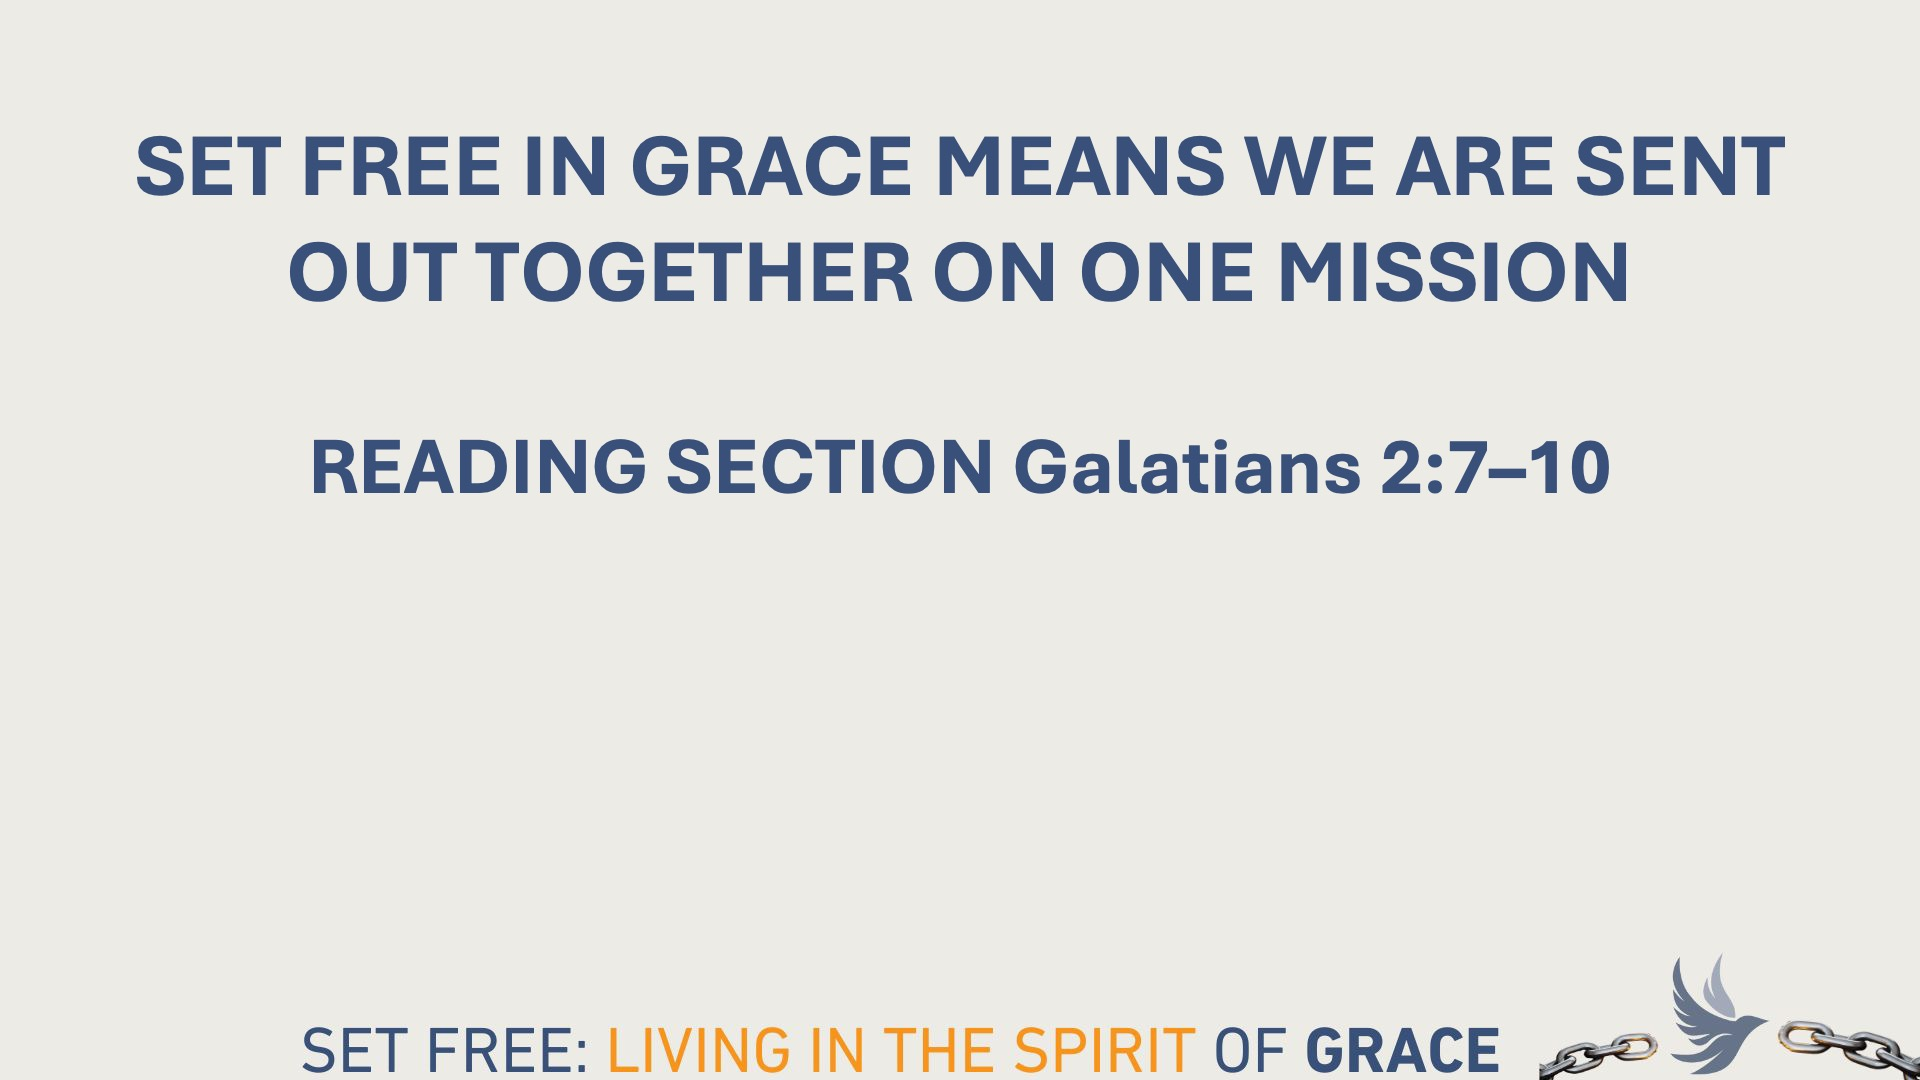 SET FREE IN GRACE MEANS WE ARE SENT
OUT TOGETHER ON ONE MISSION
READING SECTION Galatians 2:7–10
SET FREE: LIVING IN THE SPIRIT OF GRACE